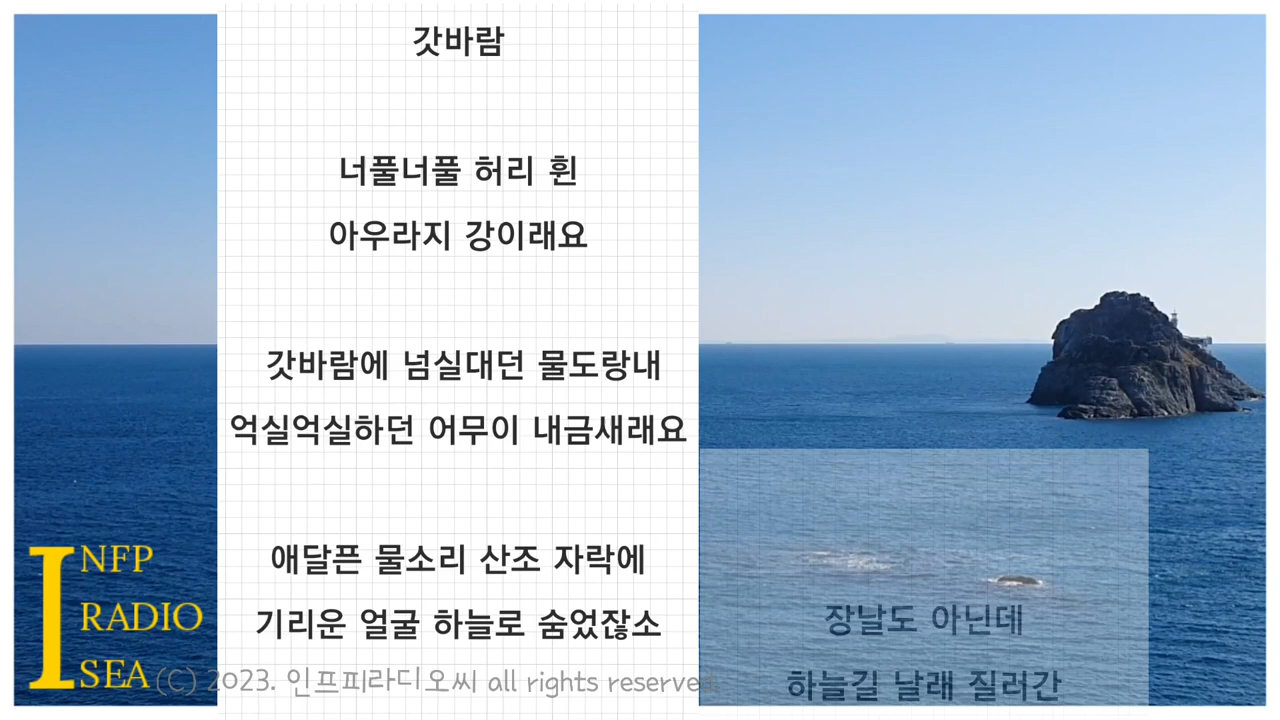 갓바람
너풀너풀 허리 휜
아우라지 강이래요
갓바람에 넘실대던 물도랑내
억실억실하던 어무이 내금새래요
애달픈 물소리 산조 자락에
기리운 얼굴 하늘로 숨었잖소
장날도 아닌데
하늘길 날래 질러간
INFP
RADIO
SEA
(C) 2023. 인프피라디오씨 all rights reserved.